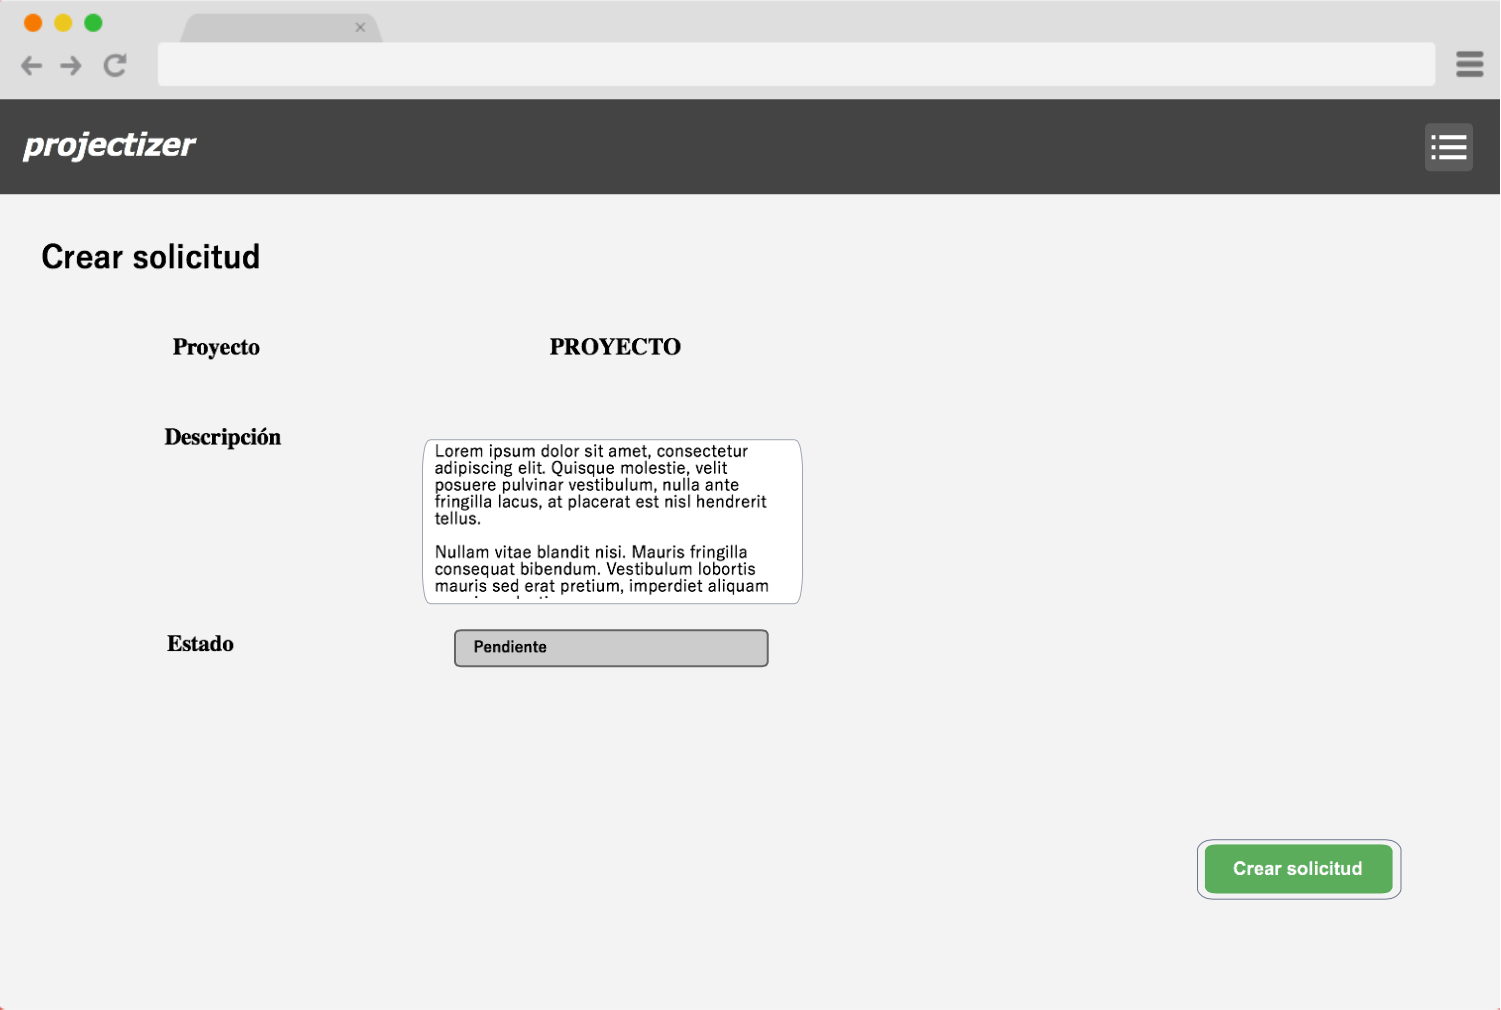 projectizer
Crear solicitud
Proyecto
PROYECTO
Descripción
Lorem ipsum dolor sit amet, consectetur
adipiscing elit. Quisque molestie, velit
posuere pulvinar vestibulum, nulla ante
fringilla lacus, at placerat est nisl hendrerit
tellus.
Nullam vitae blandit nisi. Mauris fringilla
consequat bibendum. Vestibulum lobortis
mauris sed erat pretium, imperdiet aliquam
Estado
Pendiente
Crear solicitud